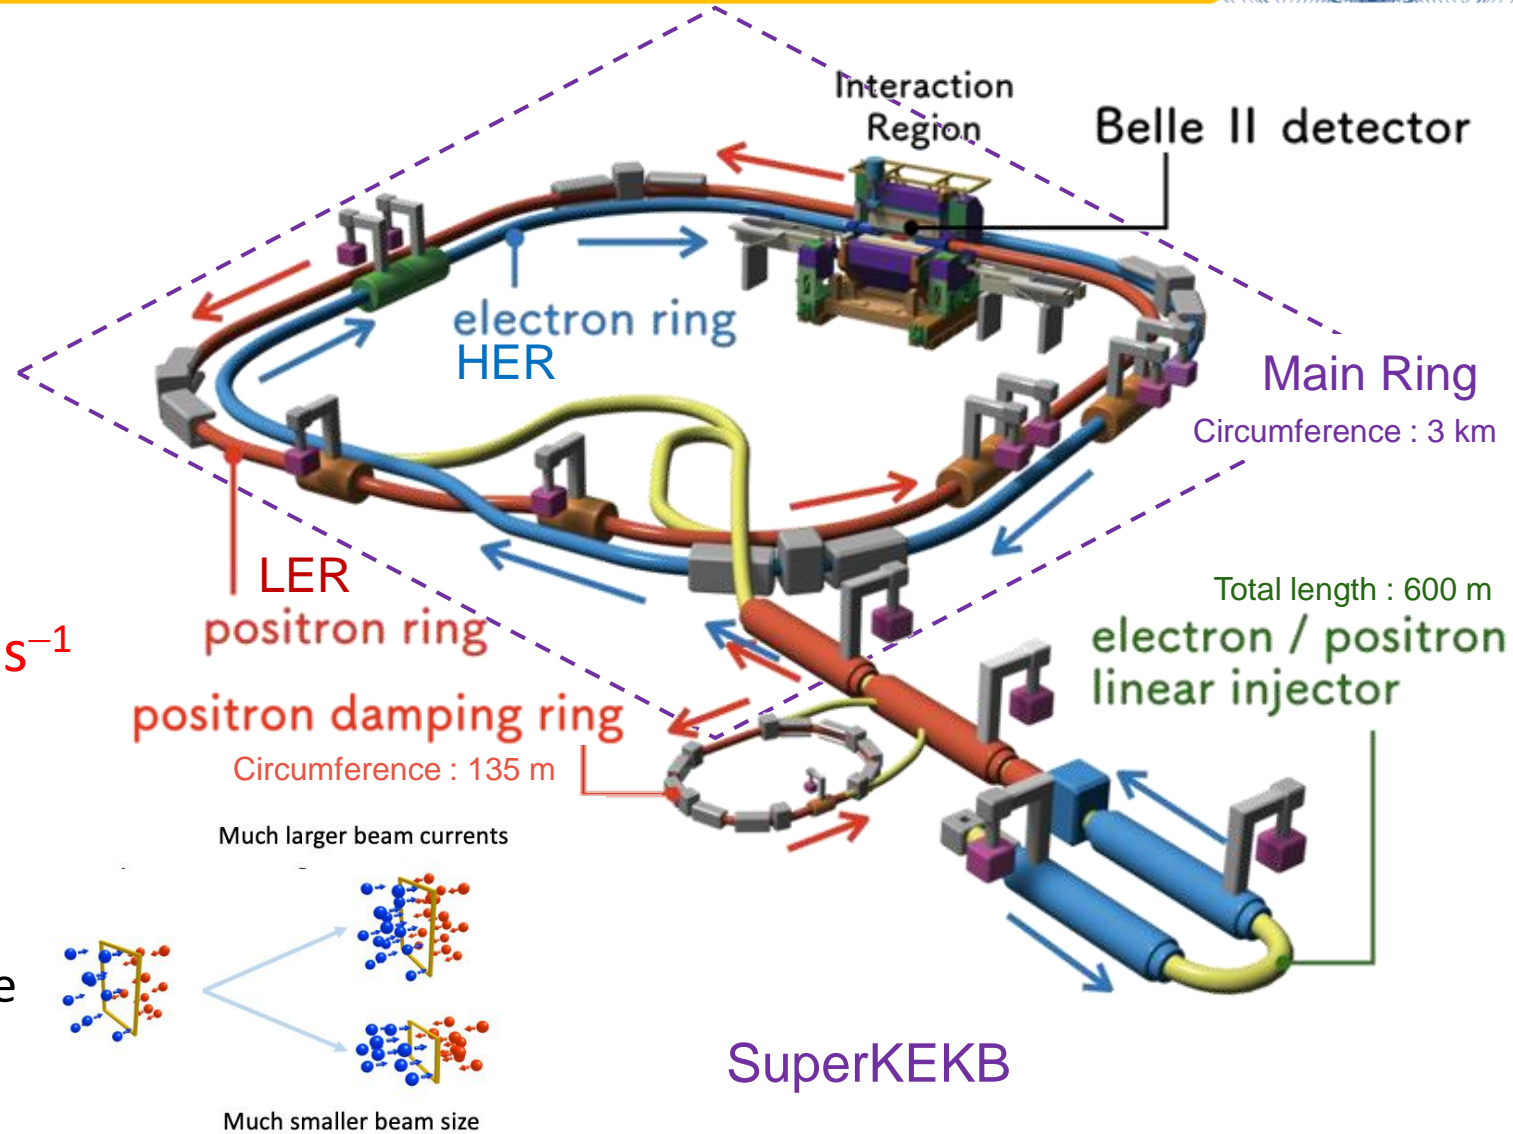 Interaction
Region
Belle II detector
electron ring
HER
Main Ring
Circumference : 3 km
LER
positron ring
s⁻¹
Total length : 600 m
electron / positron
linear injector
positron damping ring
Circumference : 135 m
Much larger beam currents
e
Much smaller beam size
SuperKEKB